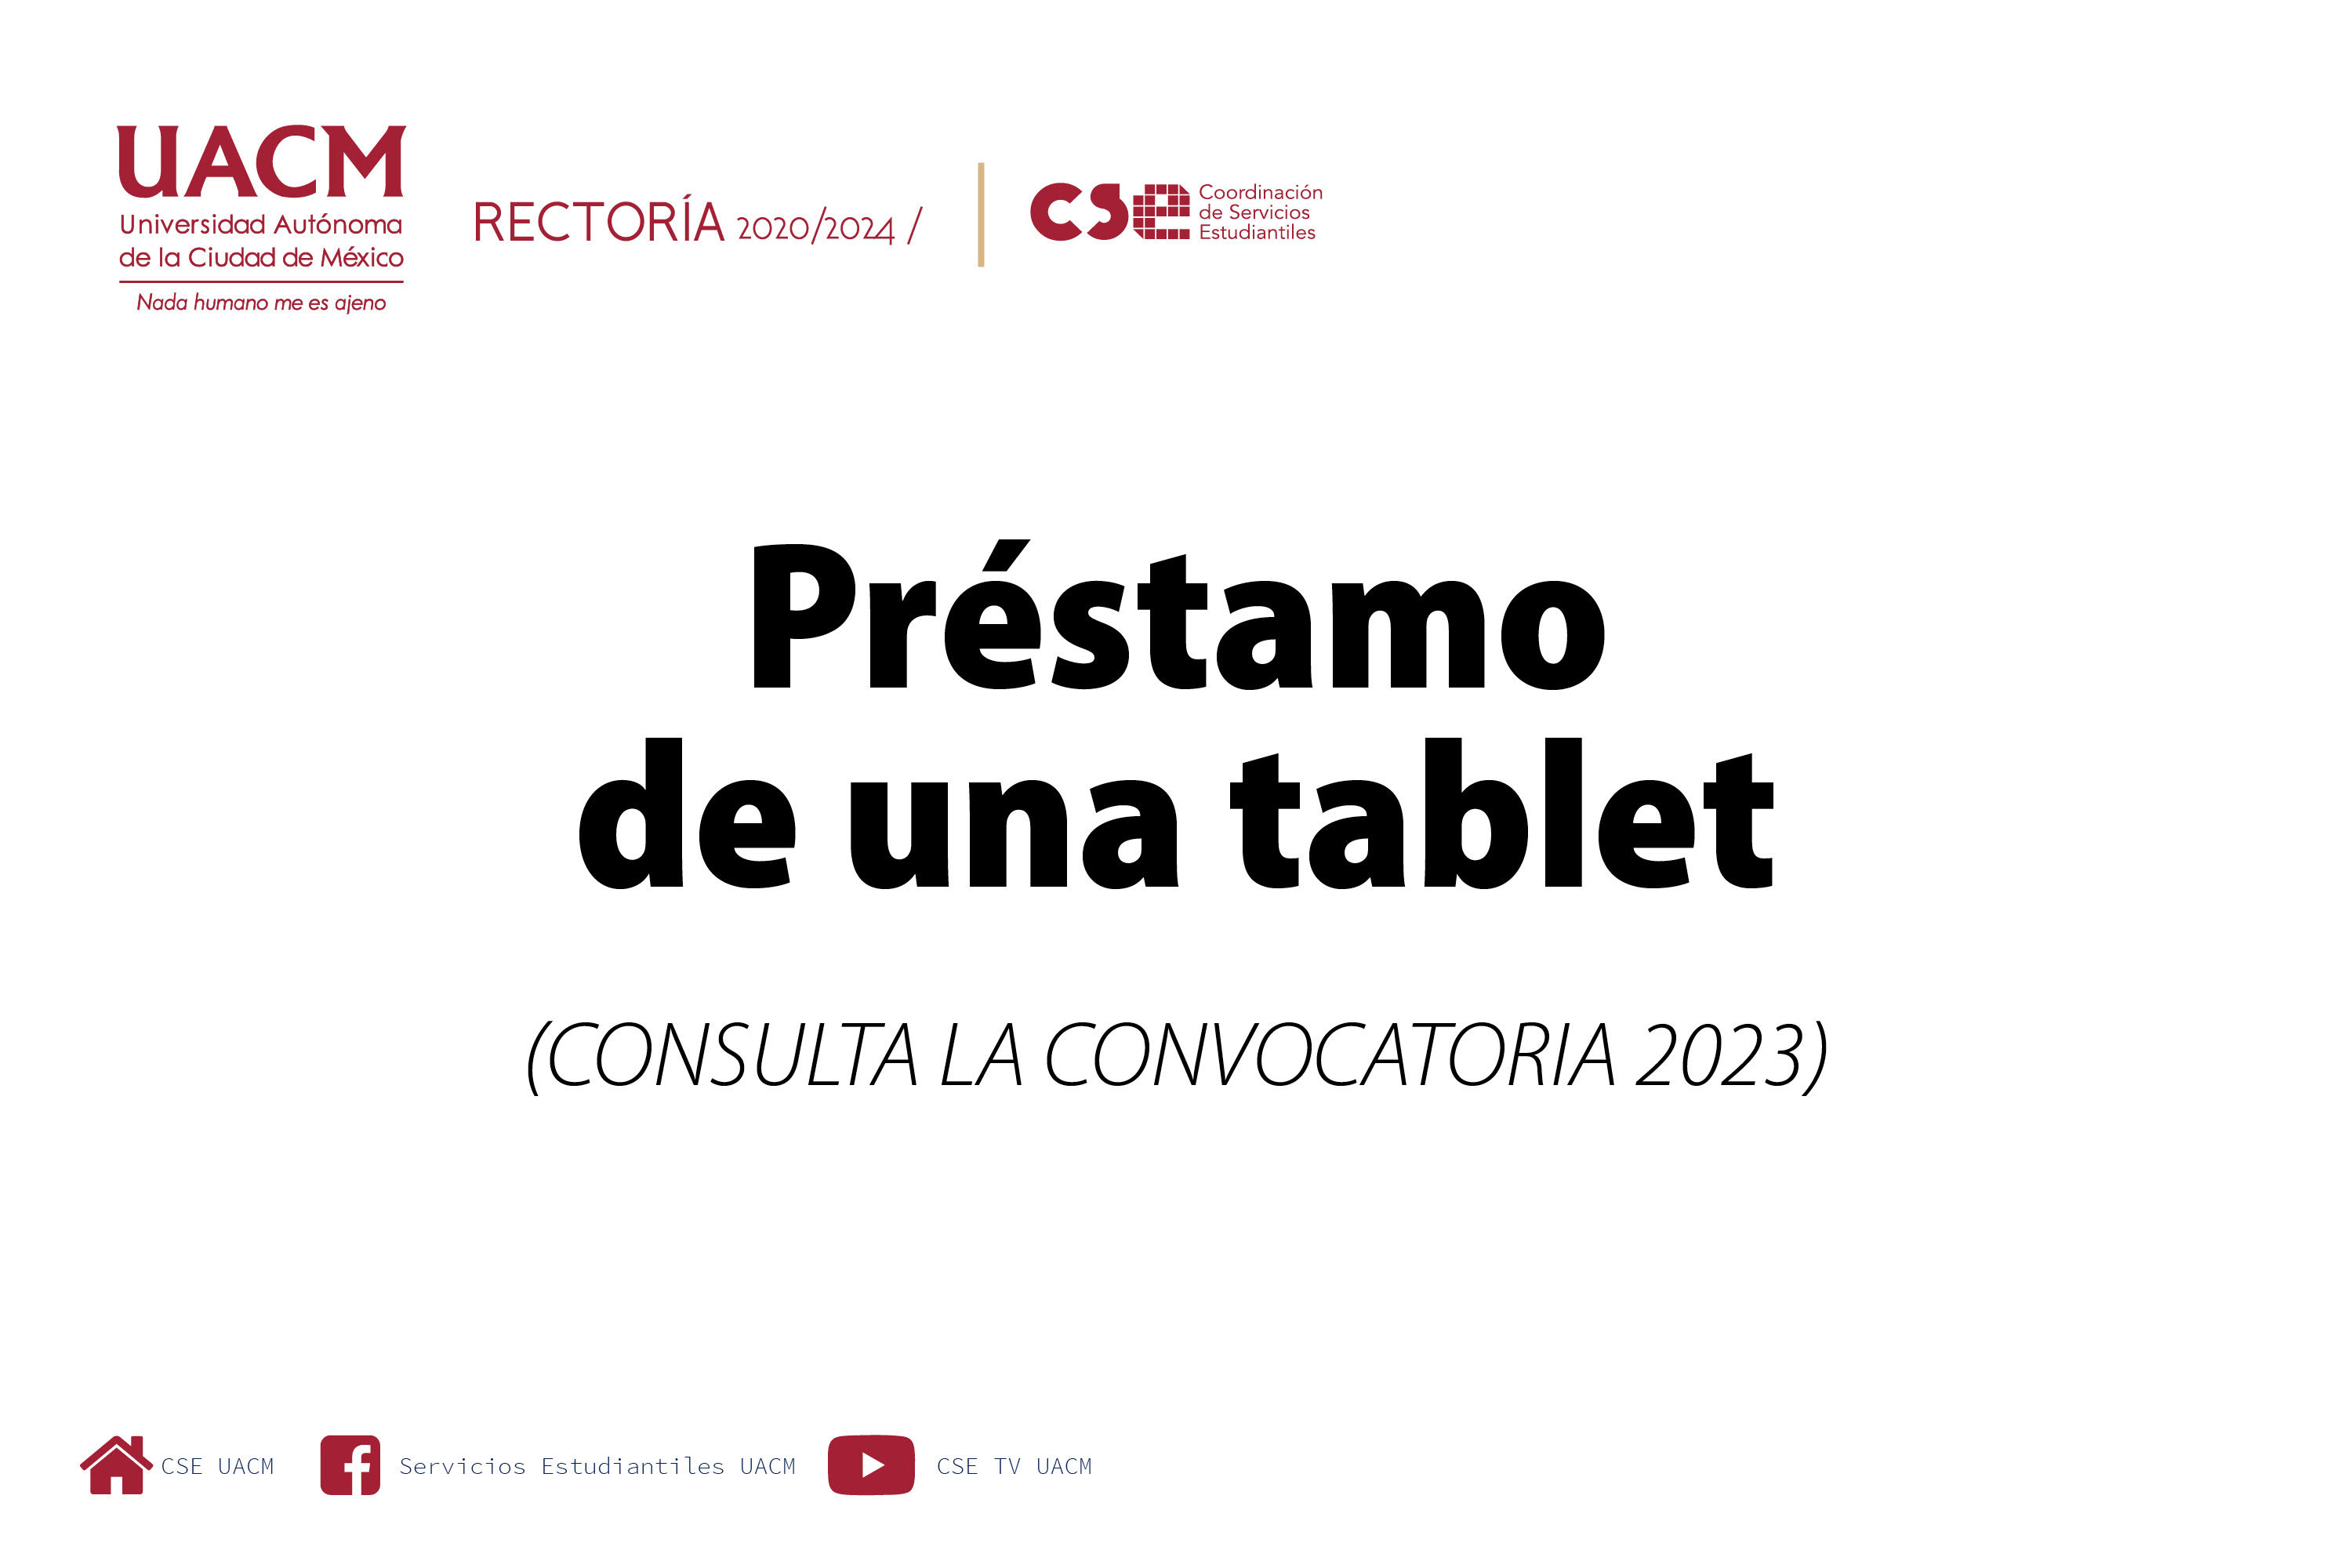 UACM
Universidad Autónoma
de la Ciudad de México
Nada humano me es ajeno
RECTORÍA 2020/2024 /
CSE
Coordinación
de Servicios
Estudiantiles
Préstamo
de una tablet
(CONSULTA LA CONVOCATORIA 2023)
CSE UACM
Servicios Estudiantiles UACM
CSE TV UACM